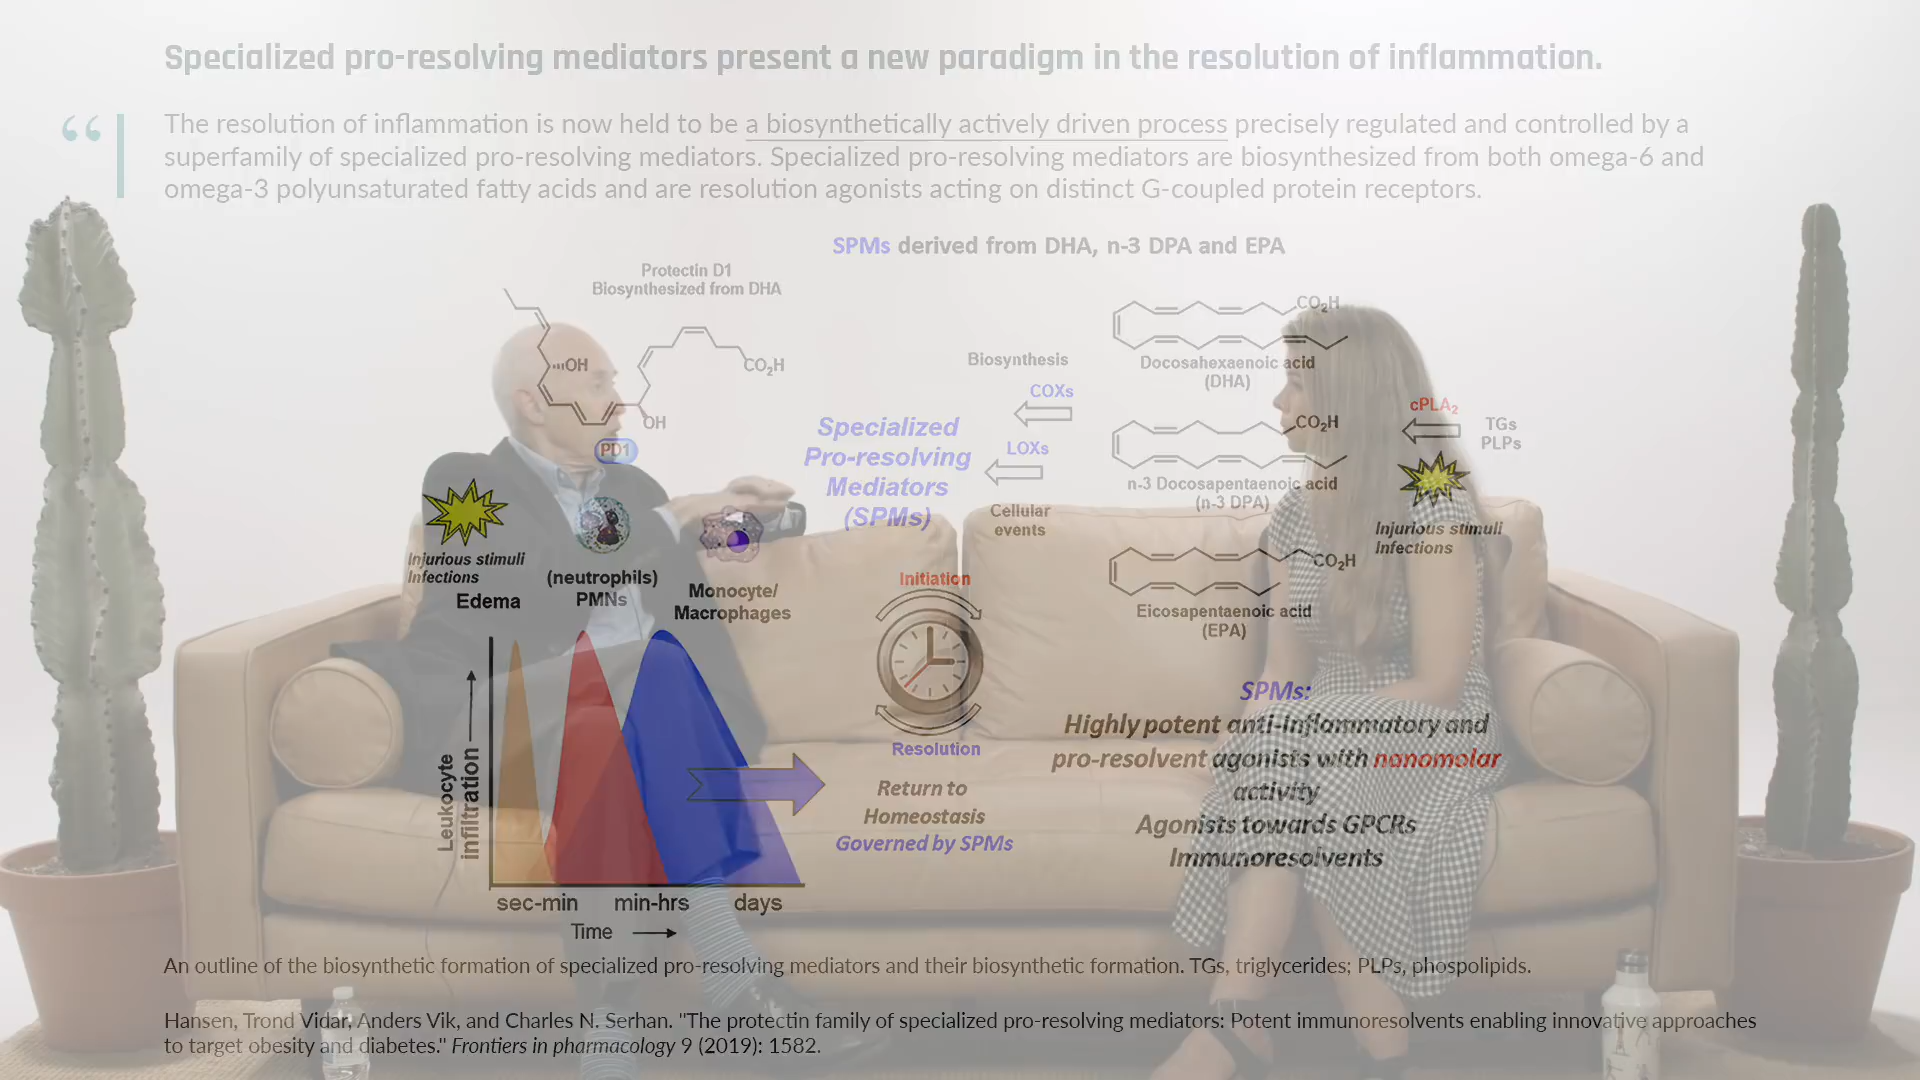 Specialized pro-resolving mediators present a new paradigm in the resolution of inflammation.
“
The resolution of inflammation is now held to be a biosynthetically actively driven process precisely regulated and controlled by a
superfamily of specialized pro-resolving mediators. Specialized pro-resolving mediators are biosynthesized from both omega-6 and
omega-3 polyunsaturated fatty acids and are resolution agonists acting on distinct G-coupled protein receptors.
SPMs derived from DHA, n-3 DPA and EPA
Protectin D1
Biosynthesized from DHA
OH
CO2H
OH
PD1
Injurious stimuli
Infections
Edema
(neutrophils)
PMNs
Monocyte/
Macrophages
Leukocyte
infiltration
sec-min
min-hrs
days
Time
Specialized
Pro-resolving
Mediators
(SPMs)
Biosynthesis
COXs
LOXs
Cellular
events
Initiation
Resolution
Return to
Homeostasis
Governed by SPMs
CO2H
Docosahexaenoic acid
(DHA)
CO2H
n-3 Docosapentaenoic acid
(n-3 DPA)
CO2H
Eicosapentaenoic acid
(EPA)
cPLA2
TGs
PLPs
Injurious stimuli
Infections
SPMs:
Highly potent anti-inflammatory and
pro-resolvent agonists with nanomolar
activity
Agonists towards GPCRs
Immunoresolvents
An outline of the biosynthetic formation of specialized pro-resolving mediators and their biosynthetic formation. TGs, triglycerides; PLPs, phospolipids.
Hansen, Trond Vidar, Anders Vik, and Charles N. Serhan. "The protectin family of specialized pro-resolving mediators: Potent immunoresolvents enabling innovative approaches
to target obesity and diabetes." Frontiers in pharmacology 9 (2019): 1582.